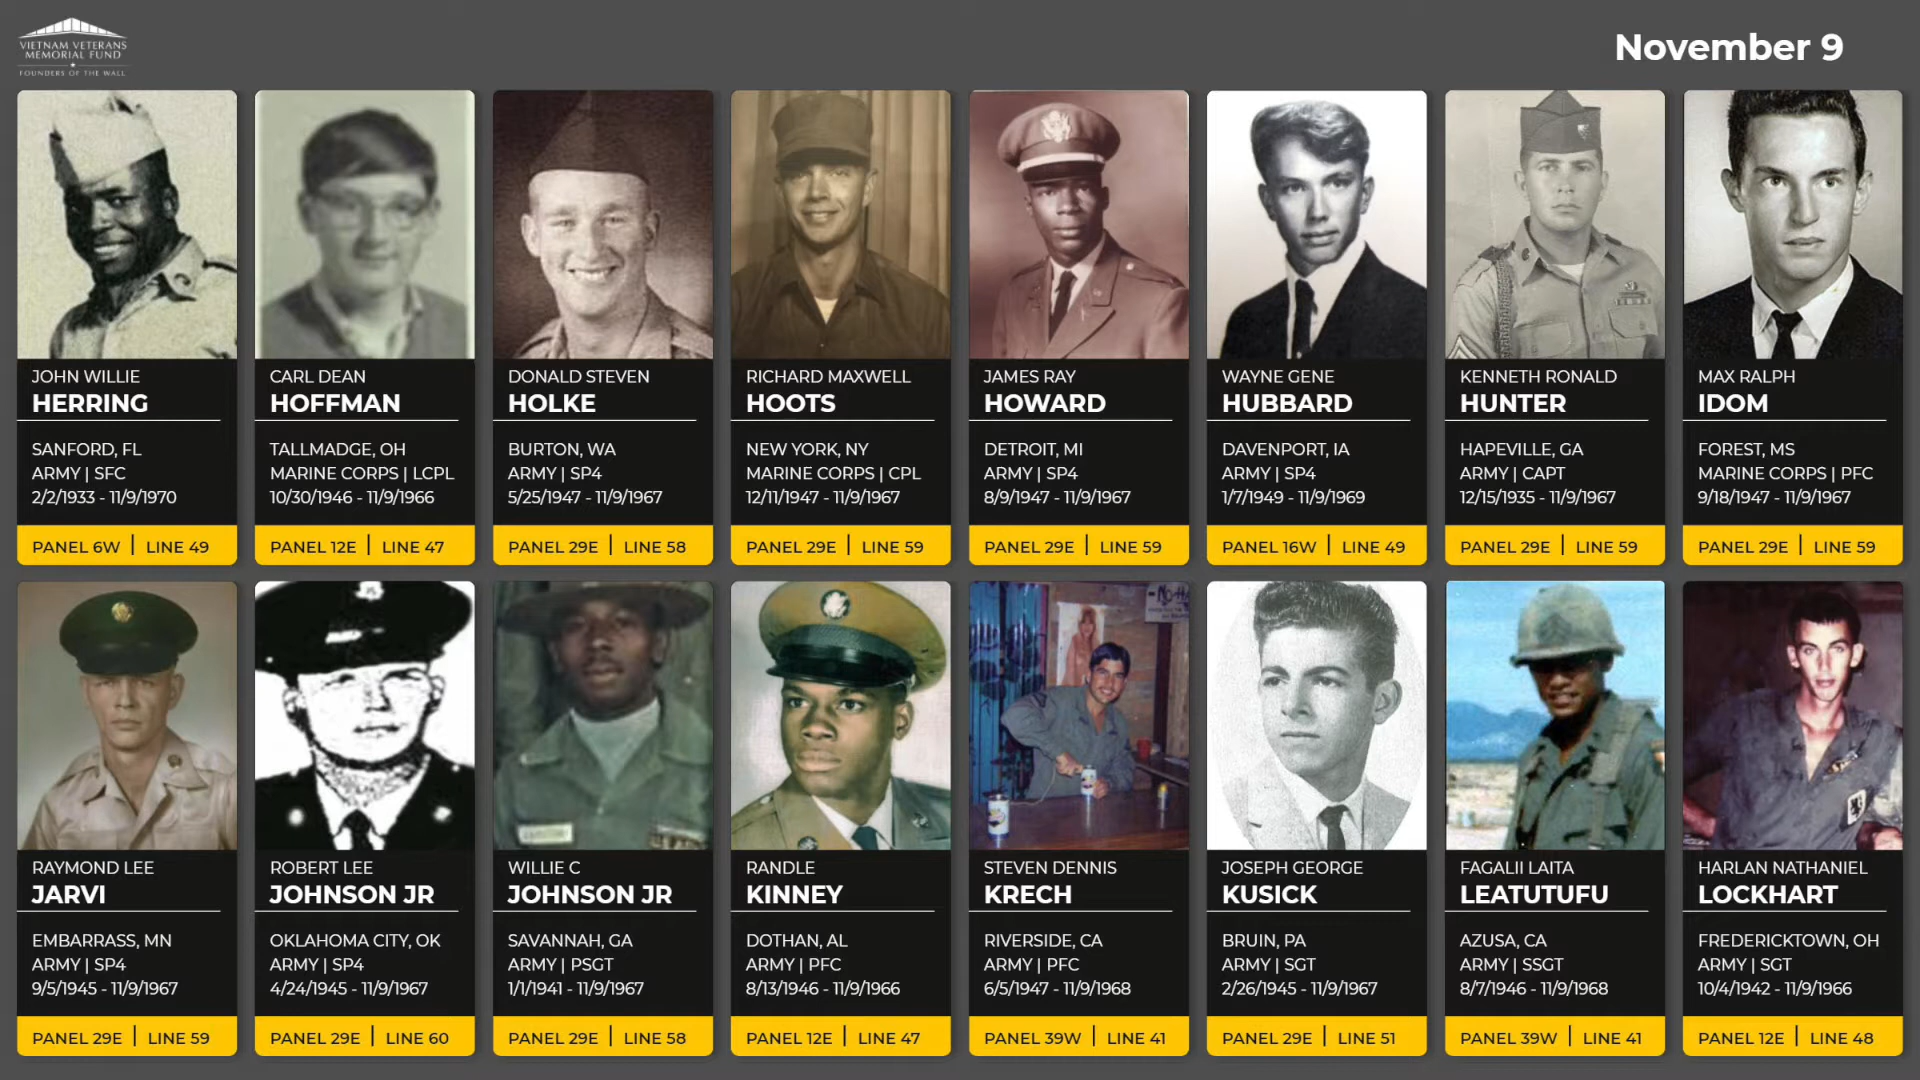 VIETNAM VETERANS
MEMORIAL FUND
FOUNDERS OF THE WALL
November 9
JOHN WILLIE
HERRING
SANFORD, FL
ARMY | SFC
2/2/1933 - 11/9/1970
PANEL 6W | LINE 49
CARL DEAN
HOFFMAN
TALLMADGE, OH
MARINE CORPS | LCPL
10/30/1946 - 11/9/1966
PANEL 12E | LINE 47
DONALD STEVEN
HOLKE
BURTON, WA
ARMY | SP4
5/25/1947 - 11/9/1967
PANEL 29E | LINE 58
RICHARD MAXWELL
HOOTS
NEW YORK, NY
MARINE CORPS | CPL
12/11/1947 - 11/9/1967
PANEL 29E | LINE 59
JAMES RAY
HOWARD
DETROIT, MI
ARMY | SP4
8/9/1947 - 11/9/1967
PANEL 29E | LINE 59
WAYNE GENE
HUBBARD
DAVENPORT, IA
ARMY | SP4
1/7/1949 - 11/9/1969
PANEL 16W | LINE 49
KENNETH RONALD
HUNTER
HAPEVILLE, GA
ARMY | CAPT
12/15/1935 - 11/9/1967
PANEL 29E | LINE 59
MAX RALPH
IDOM
FOREST, MS
MARINE CORPS | PFC
9/18/1947 - 11/9/1967
PANEL 29E | LINE 59
RAYMOND LEE
JARVI
EMBARRASS, MN
ARMY | SP4
9/5/1945 - 11/9/1967
PANEL 29E | LINE 59
ROBERT LEE
JOHNSON JR
OKLAHOMA CITY, OK
ARMY | SP4
4/24/1945 - 11/9/1967
PANEL 29E | LINE 60
WILLIE C
JOHNSON JR
SAVANNAH, GA
ARMY | PSGT
1/1/1941 - 11/9/1967
PANEL 29E | LINE 58
RANDLE
KINNEY
DOTHAN, AL
ARMY | PFC
8/13/1946 - 11/9/1966
PANEL 12E | LINE 47
STEVEN DENNIS
KRECH
RIVERSIDE, CA
ARMY | PFC
6/5/1947 - 11/9/1968
PANEL 39W | LINE 41
JOSEPH GEORGE
KUSICK
BRUIN, PA
ARMY | SGT
2/26/1945 - 11/9/1967
PANEL 29E | LINE 51
FAGALII LAITA
LEATUTUFU
AZUSA, CA
ARMY | SSGT
8/7/1946 - 11/9/1968
PANEL 39W | LINE 41
HARLAN NATHANIEL
LOCKHART
FREDERICKTOWN, OH
ARMY | SGT
10/4/1942 - 11/9/1966
PANEL 12E | LINE 48